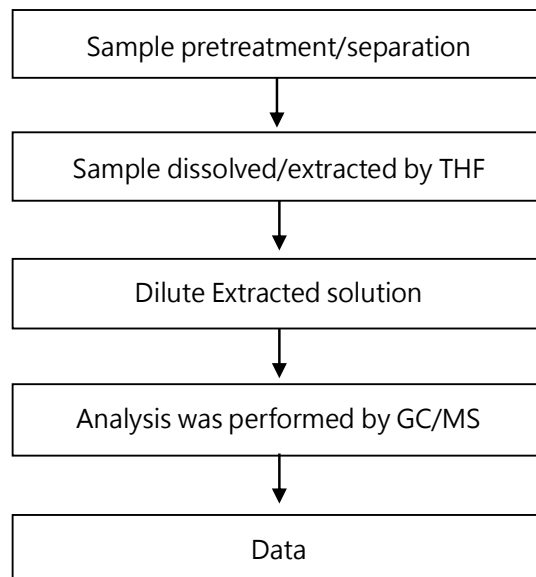 Sample pretreatment/separation
Sample dissolved/extracted by THF
Dilute Extracted solution
Analysis was performed by GC/MS
Data